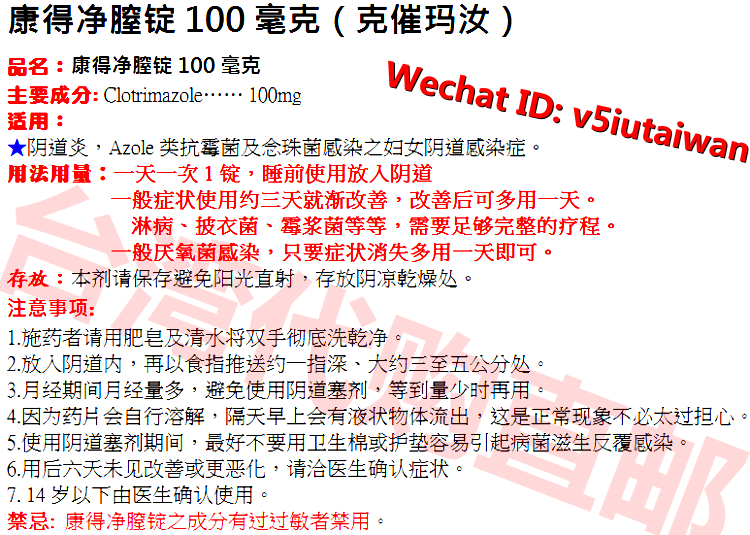 康得净膣锭 100 毫克（克催玛汝）
品名：康得净膣锭 100 毫克
主要成分: Clotrimazole…… 100mg
Wechat ID: v5iutaiwan
适用：
★阴道炎，Azole 类抗霉菌及念珠菌感染之妇女阴道感染症。
用法用量：一天一次 1 锭，睡前使用放入阴道
一般症状使用约三天就渐改善，改善后可多用一天。
淋病、披衣菌、霉浆菌等等，需要足够完整的疗程。
一般厌氧菌感染，只要症状消失多用一天即可。
存放：本剂请保存避免阳光直射，存放阴凉乾燥处。
注意事项:
1.施药者请用肥皂及清水将双手彻底洗乾净。
2.放入阴道内，再以食指推送约一指深、大约三至五公分处。
3.月经期间月经量多，避免使用阴道塞剂，等到量少时再用。
4.因为药片会自行溶解，隔天早上会有液状物体流出，这是正常现象不必太过担心。
5.使用阴道塞剂期间，最好不要用卫生棉或护垫容易引起病菌滋生反覆感染。
6.用后六天未见改善或更恶化，请洽医生确认症状。
7. 14 岁以下由医生确认使用。
禁忌: 康得净膣锭之成分有过过敏者禁用。
台湾代购直邮